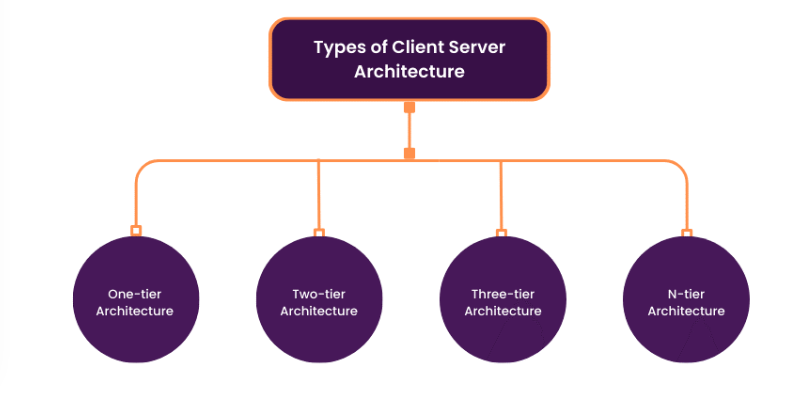 Types of Client Server
Architecture
One-tier
Architecture
Two-tier
Architecture
Three-tier
Architecture
N-tier
Architecture